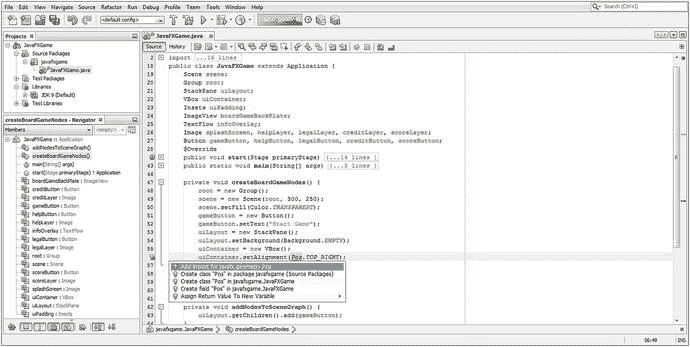 File Edit View Navigate Source Refactor Run Debug Profile Team Tools Window Help
Search (Ctrl+I)
<default config>
Projects
JavaFXGame
Source Packages
javafxgame
JavaFXGame.java
Test Packages
Libraries
JDK 9 (Default)
Test Libraries
createBoardGameNodes() - Navigator
Members
<empty>
JavaFXGame :: Application
addNodesToSceneGraph()
createBoardGameNodes()
main(String[] args)
start(Stage primaryStage) ↑ Application
boardGameBackPlate : ImageView
creditButton : Button
creditLayer : Image
gameButton : Button
helpButton : Button
helpLayer : Image
infoOverlay : TextFlow
legalButton : Button
legalLayer : Image
root : Group
scene : Scene
scoreButton : Button
scoreLayer : Image
splashScreen : Image
uiContainer : VBox
uiLayout : StackPane
uiPadding : Insets
JavaFXGame.java
Source History
2 import ...16 lines
18 public class JavaFXGame extends Application {
19 Scene scene;
20 Group root;
21 StackPane uiLayout;
22 VBox uiContainer;
23 Insets uiPadding;
24 ImageView boardGameBackPlate;
25 TextFlow infoOverlay;
26 Image splashScreen, helpLayer, legalLayer, creditLayer, scoreLayer;
27 Button gameButton, helpButton, legalButton, creditButton, scoreButton;
28 @Override
public void start(Stage primaryStage) {...14 lines }
43 public static void main(String[] args) {...3 lines }
46
47 private void createBoardGameNodes() {
48 root = new Group();
49 scene = new Scene(root, 300, 250);
50 scene.setFill(Color.TRANSPARENT);
51 gameButton = new Button();
52 gameButton.setText("Start Game");
53 uiLayout = new StackPane();
54 uiLayout.setBackground(Background.EMPTY);
55 uiContainer = new VBox();
uiContainer.setAlignment(Pos.TOP_RIGHT);
57
Add import for javafx.geometry.Pos
Create class "Pos" in package javafxgame (Source Packages)
Create class "Pos" in javafxgame.JavaFXGame
Create field "Pos" in javafxgame.JavaFXGame
Assign Return Value To New Variable
62 private void addNodesToSceneGraph() {
63 uiLayout.getChildren().add(gameButton);
javafxgame.JavaFXGame
createBoardGameNodes
56:49
INS